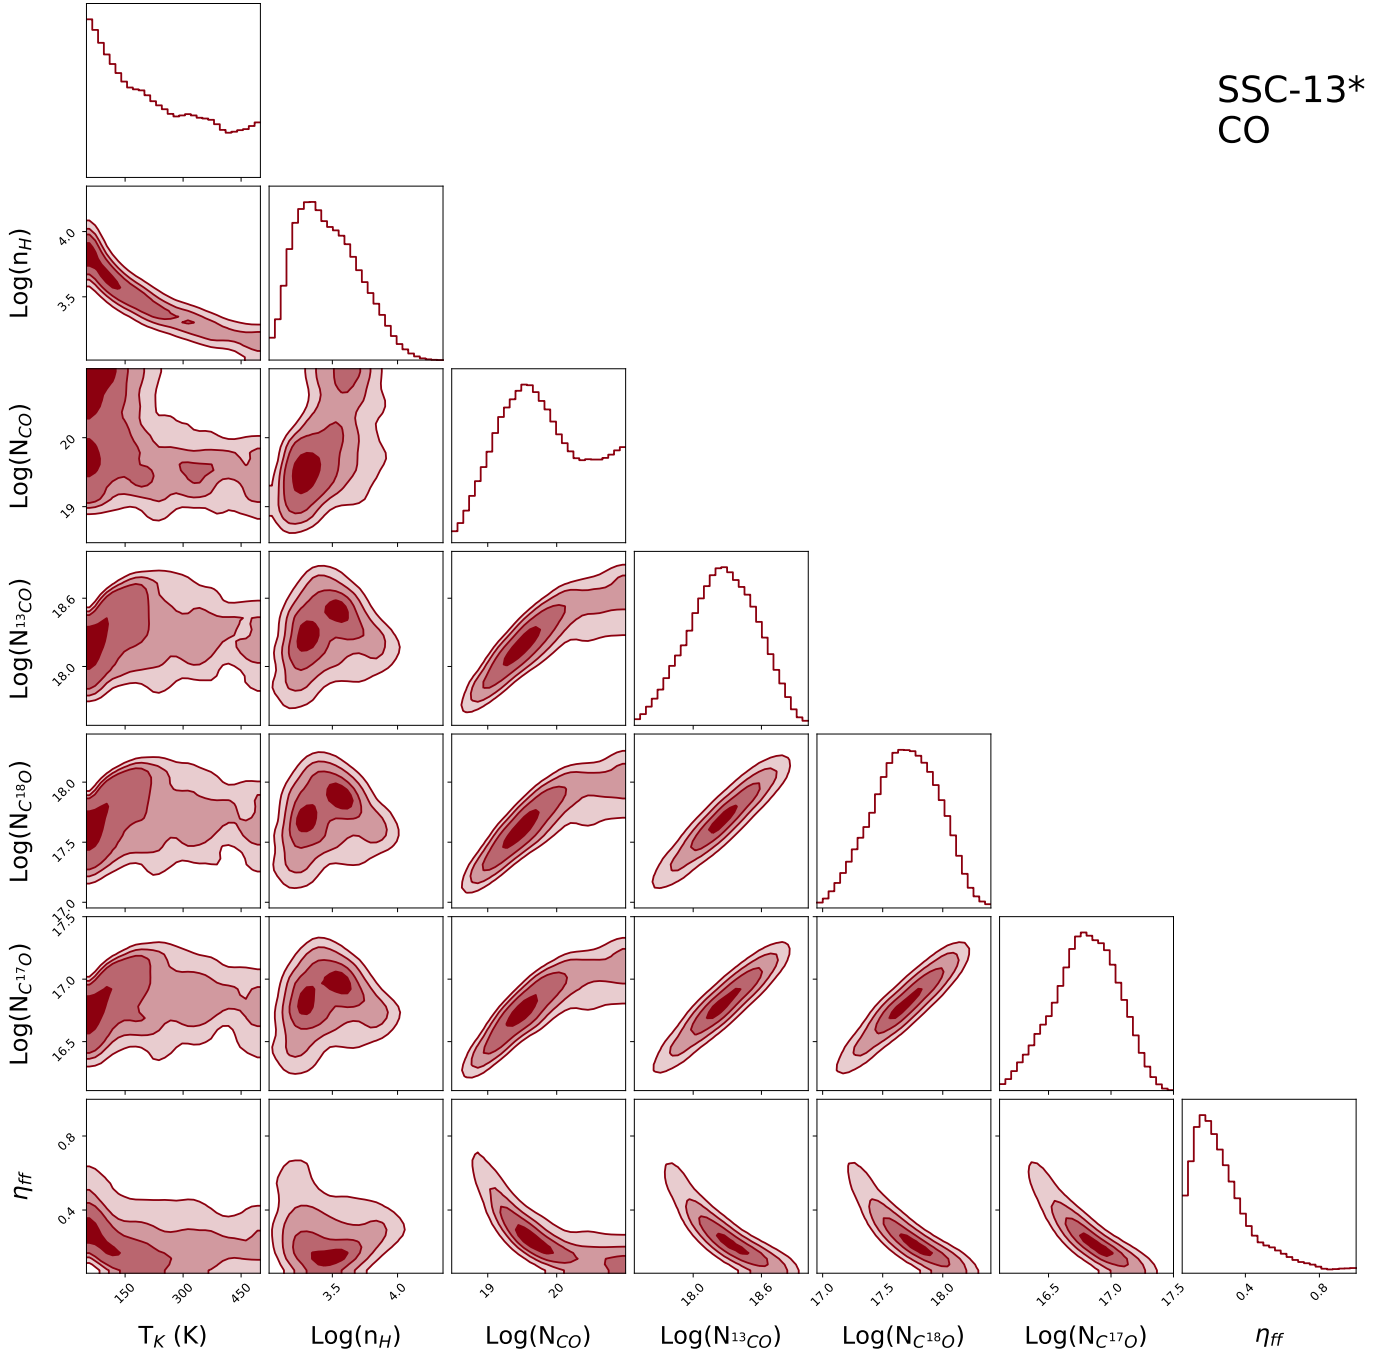 SSC-13*
CO
Log(n_H)
4.0
3.5
Log(N_CO)
20
19
Log(N_13CO)
18.6
18.0
Log(N_C18O)
18.0
17.5
17.0
Log(N_C17O)
17.5
17.0
16.5
η_ff
0.8
0.4
150 300 450 3.5 4.0 19 20 18.0 18.6 17.0 17.5 18.0 16.5 17.0 17.5 0.4 0.8
T_K (K) Log(n_H) Log(N_CO) Log(N_13CO) Log(N_C18O) Log(N_C17O) η_ff